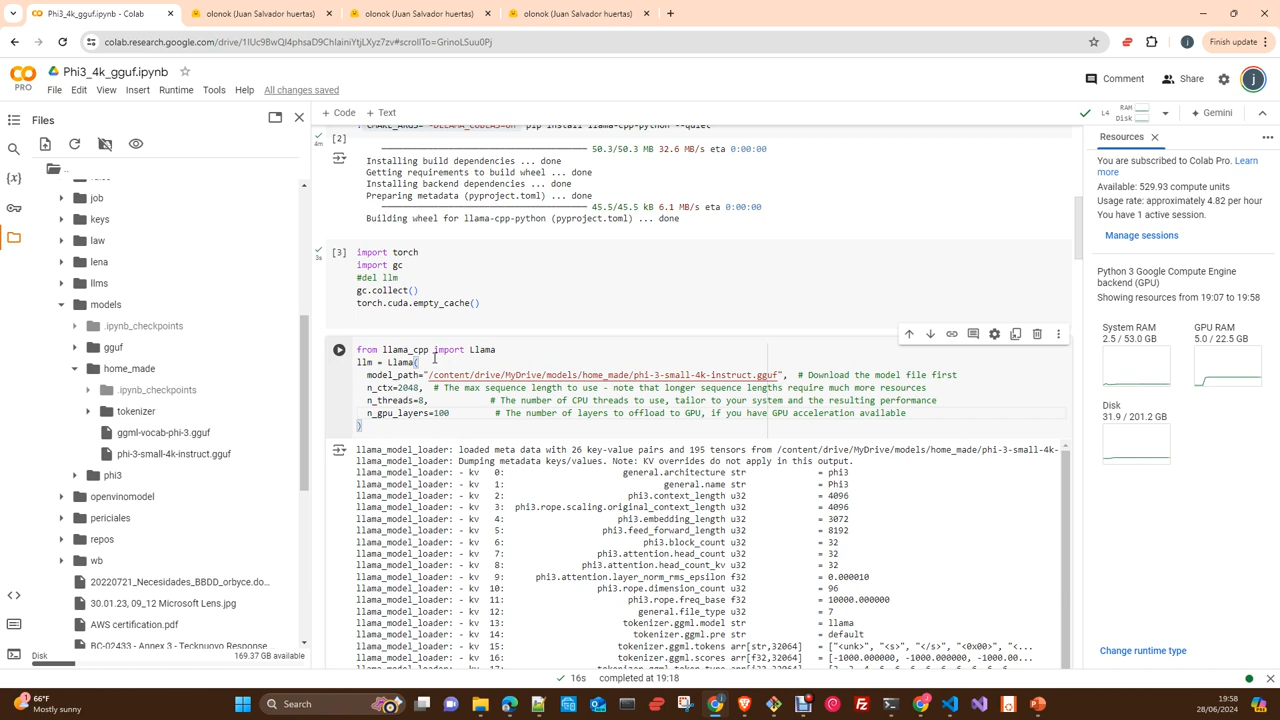 Phi3_4k_gguf.ipynb - Colab
olonok (Juan Salvador huertas)
olonok (Juan Salvador huertas)
olonok (Juan Salvador huertas)
colab.research.google.com/drive/1IUc9BwQl4phsaD9ChIainiYtjLXyz7zv#scrollTo=GrinoLSuu0Pj
Finish update
PRO
Phi3_4k_gguf.ipynb
File Edit View Insert Runtime Tools Help All changes saved
Comment
Share
j
Files
+ Code + Text
L4
RAM
Disk
Gemini
..
job
keys
law
lena
llms
models
.ipynb_checkpoints
gguf
home_made
.ipynb_checkpoints
tokenizer
ggml-vocab-phi-3.gguf
phi-3-small-4k-instruct.gguf
phi3
openvinomodel
periciales
repos
wb
20220721_Necesidades_BBDD_orbyce.do...
30.01.23, 09_12 Microsoft Lens.jpg
AWS certification.pdf
BC-02433 - Annex 3 - Tecknuovo Response...
Disk
169.37 GB available
! CMAKE_ARGS="-DLLAMA_CUBLAS=on" pip install llama-cpp-python --quiet
[2]
4m
50.3/50.3 MB 32.6 MB/s eta 0:00:00
Installing build dependencies ... done
Getting requirements to build wheel ... done
Installing backend dependencies ... done
Preparing metadata (pyproject.toml) ... done
45.5/45.5 kB 6.1 MB/s eta 0:00:00
Building wheel for llama-cpp-python (pyproject.toml) ... done
[3]
3s
import torch
import gc
#del llm
gc.collect()
torch.cuda.empty_cache()
from llama_cpp import Llama
llm = Llama(
model_path="/content/drive/MyDrive/models/home_made/phi-3-small-4k-instruct.gguf", # Download the model file first
n_ctx=2048, # The max sequence length to use - note that longer sequence lengths require much more resources
n_threads=8, # The number of CPU threads to use, tailor to your system and the resulting performance
n_gpu_layers=100 # The number of layers to offload to GPU, if you have GPU acceleration available
)
llama_model_loader: loaded meta data with 26 key-value pairs and 195 tensors from /content/drive/MyDrive/models/home_made/phi-3-small-4k-
llama_model_loader: Dumping metadata keys/values. Note: KV overrides do not apply in this output.
llama_model_loader: - kv 0: general.architecture str = phi3
llama_model_loader: - kv 1: general.name str = Phi3
llama_model_loader: - kv 2: phi3.context_length u32 = 4096
llama_model_loader: - kv 3: phi3.rope.scaling.original_context_length u32 = 4096
llama_model_loader: - kv 4: phi3.embedding_length u32 = 3072
llama_model_loader: - kv 5: phi3.feed_forward_length u32 = 8192
llama_model_loader: - kv 6: phi3.block_count u32 = 32
llama_model_loader: - kv 7: phi3.attention.head_count u32 = 32
llama_model_loader: - kv 8: phi3.attention.head_count_kv u32 = 32
llama_model_loader: - kv 9: phi3.attention.layer_norm_rms_epsilon f32 = 0.000010
llama_model_loader: - kv 10: phi3.rope.dimension_count u32 = 96
llama_model_loader: - kv 11: phi3.rope.freq_base f32 = 10000.000000
llama_model_loader: - kv 12: general.file_type u32 = 7
llama_model_loader: - kv 13: tokenizer.ggml.model str = llama
llama_model_loader: - kv 14: tokenizer.ggml.pre str = default
llama_model_loader: - kv 15: tokenizer.ggml.tokens arr[str,32064] = ["<unk>", "<s>", "</s>", "<0x00>", "<...
llama_model_loader: - kv 16: tokenizer.ggml.scores arr[f32,32064] = [-1000.000000, -1000.000000, -1000.00...
16s completed at 19:18
Resources
You are subscribed to Colab Pro. Learn
more
Available: 529.93 compute units
Usage rate: approximately 4.82 per hour
You have 1 active session.
Manage sessions
Python 3 Google Compute Engine
backend (GPU)
Showing resources from 19:07 to 19:58
System RAM
2.5 / 53.0 GB
GPU RAM
5.0 / 22.5 GB
Disk
31.9 / 201.2 GB
Change runtime type
66°F
Mostly sunny
Search
19:58
28/06/2024